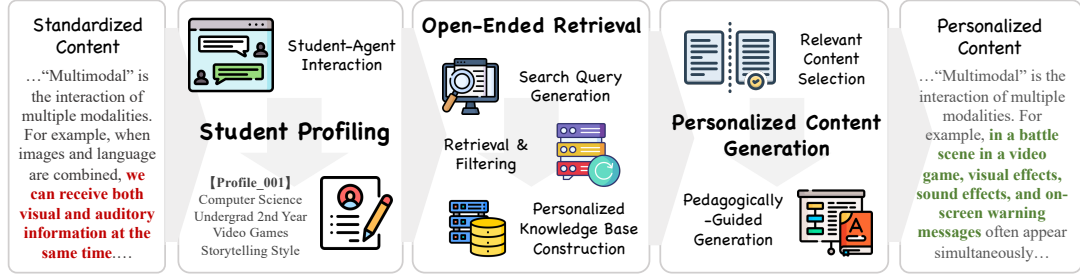 Standardized
Content
…“Multimodal” is
the interaction of
multiple modalities.
For example, when
images and language
are combined, we
can receive both
visual and auditory
information at the
same time….
Student-Agent
Interaction
Student Profiling
【Profile_001】
Computer Science
Undergrad 2nd Year
Video Games
Storytelling Style
Open-Ended Retrieval
Search Query
Generation
Retrieval &
Filtering
Personalized
Knowledge Base
Construction
Relevant
Content
Selection
Personalized Content
Generation
Pedagogically
-Guided
Generation
A
Personalized
Content
…“Multimodal” is the
interaction of multiple
modalities. For
example, in a battle
scene in a video
game, visual effects,
sound effects, and on-
screen warning
messages often appear
simultaneously…